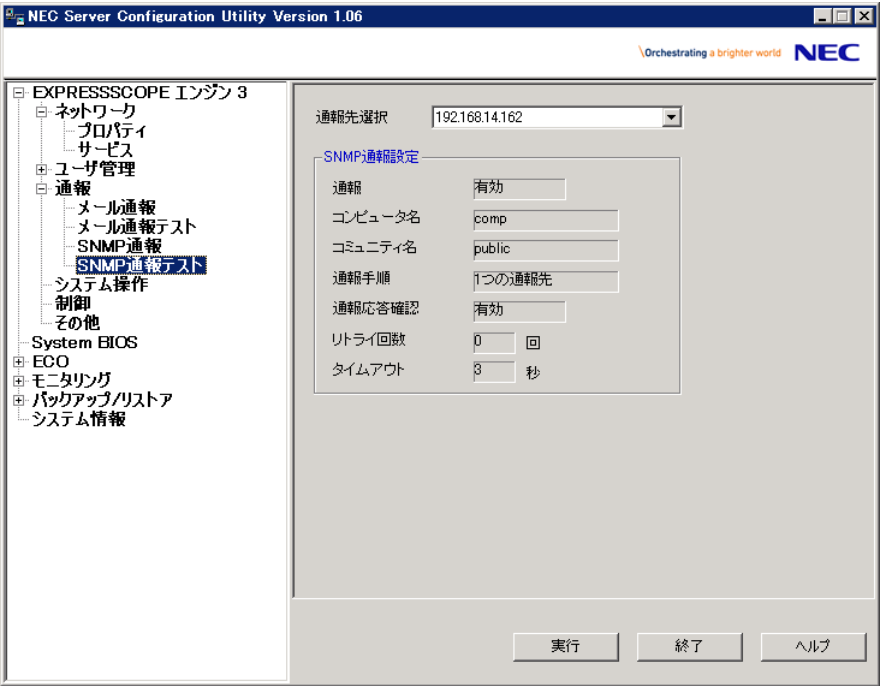 NEC Server Configuration Utility Version 1.06
\Orchestrating a brighter world NEC
EXPRESSSCOPE エンジン 3
ネットワーク
プロパティ
サービス
ユーザ管理
通報
メール通報
メール通報テスト
SNMP通報
SNMP通報テスト
システム操作
制御
その他
System BIOS
ECO
モニタリング
バックアップ/リストア
システム情報
通報先選択 192.168.14.162
SNMP通報設定
通報 有効
コンピュータ名 comp
コミュニティ名 public
通報手順 1つの通報先
通報応答確認 有効
リトライ回数 0 回
タイムアウト 3 秒
実行 終了 ヘルプ